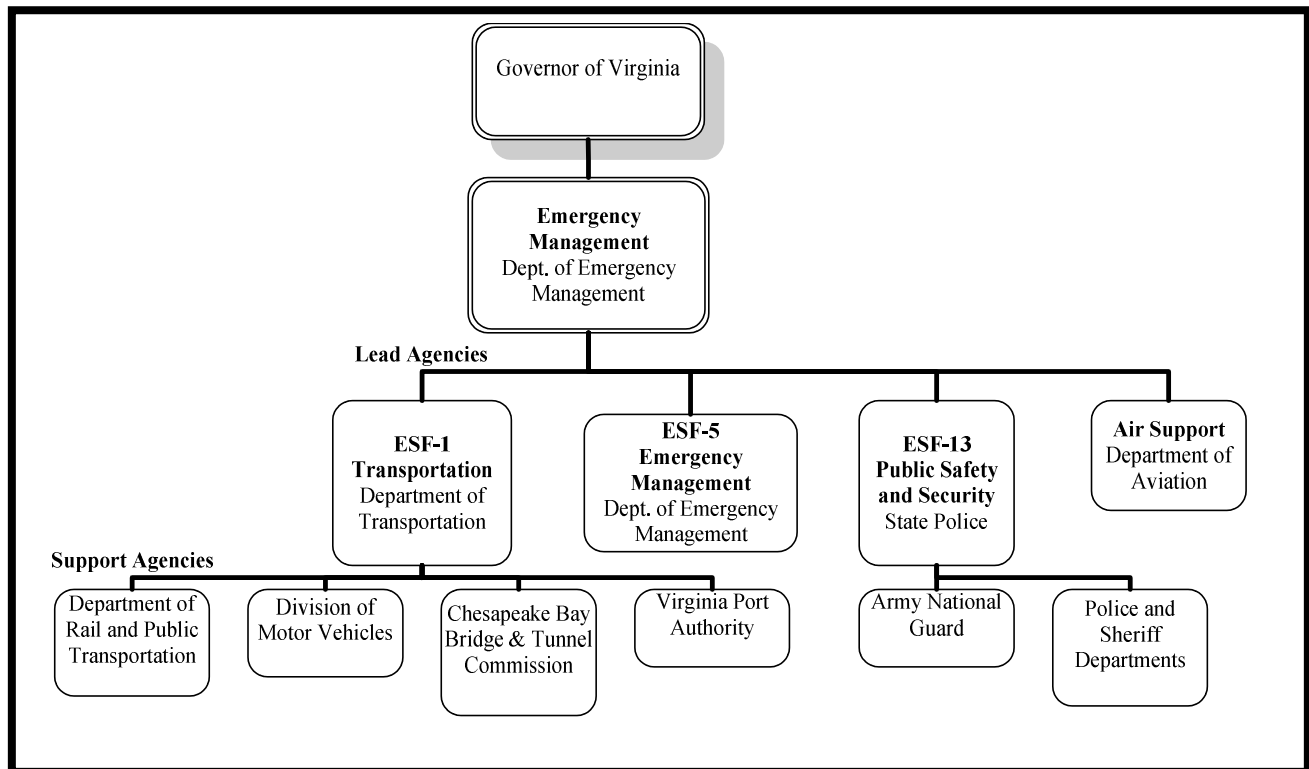 Governor of Virginia
Emergency
Management
Dept. of Emergency
Management
Lead Agencies
ESF-1
Transportation
Department of
Transportation
ESF-5
Emergency
Management
Dept. of Emergency
Management
ESF-13
Public Safety
and Security
State Police
Air Support
Department of
Aviation
Support Agencies
Department of
Rail and Public
Transportation
Division of
Motor Vehicles
Chesapeake Bay
Bridge & Tunnel
Commission
Virginia Port
Authority
Army National
Guard
Police and
Sheriff
Departments